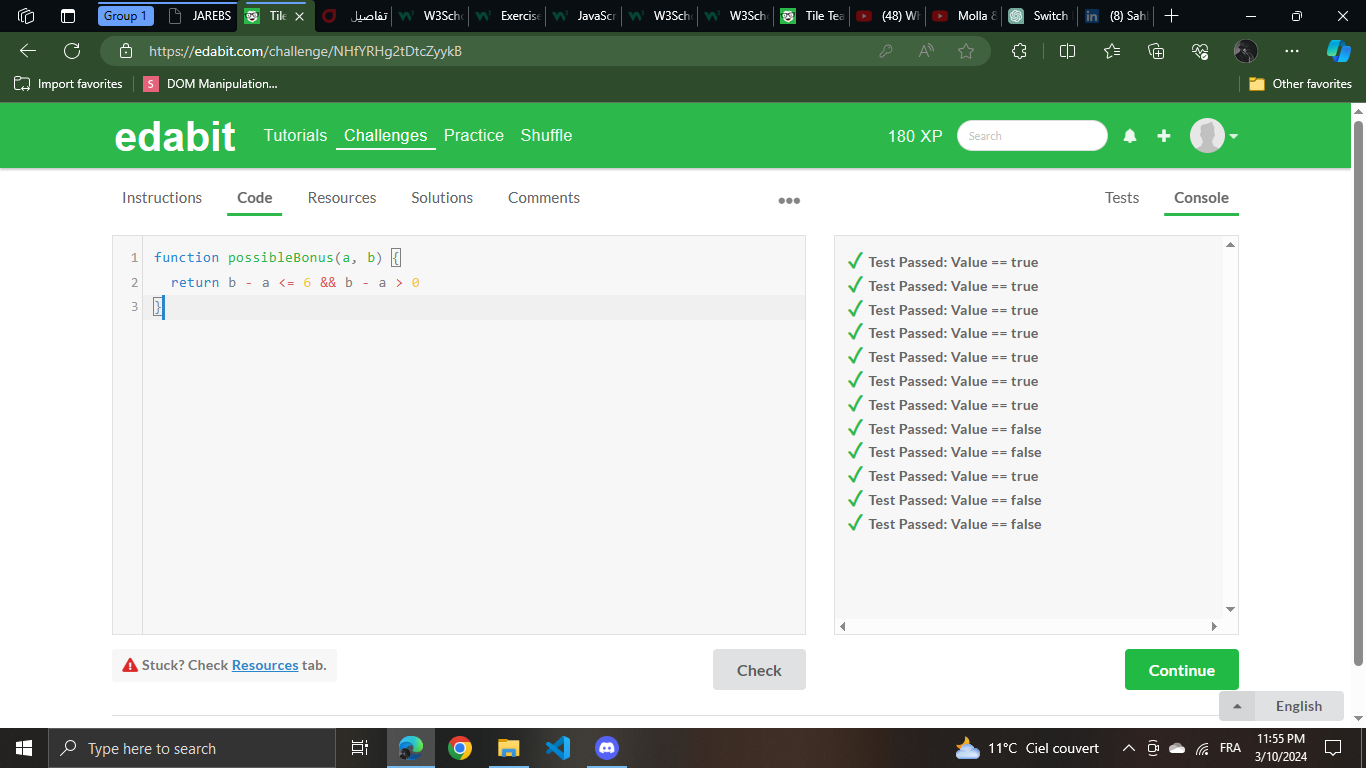 Group 1
JAREBS
Tile
تفاصيل
W3Scho
Exercise
JavaScr
W3Scho
W3Scho
Tile Tea
(48) Wh
Molla &
Switch
(8) Sahl
https://edabit.com/challenge/NHfYRHg2tDtcZyykB
Import favorites
S
DOM Manipulation...
Other favorites
edabit
Tutorials
Challenges
Practice
Shuffle
180 XP
Search
Instructions
Code
Resources
Solutions
Comments
Tests
Console
1 function possibleBonus(a, b) {
2 return b - a <= 6 && b - a > 0
3 }
Test Passed: Value == true
Test Passed: Value == true
Test Passed: Value == true
Test Passed: Value == true
Test Passed: Value == true
Test Passed: Value == true
Test Passed: Value == true
Test Passed: Value == false
Test Passed: Value == false
Test Passed: Value == true
Test Passed: Value == false
Test Passed: Value == false
Stuck? Check Resources tab.
Check
Continue
English
Type here to search
11°C Ciel couvert
FRA
11:55 PM
3/10/2024